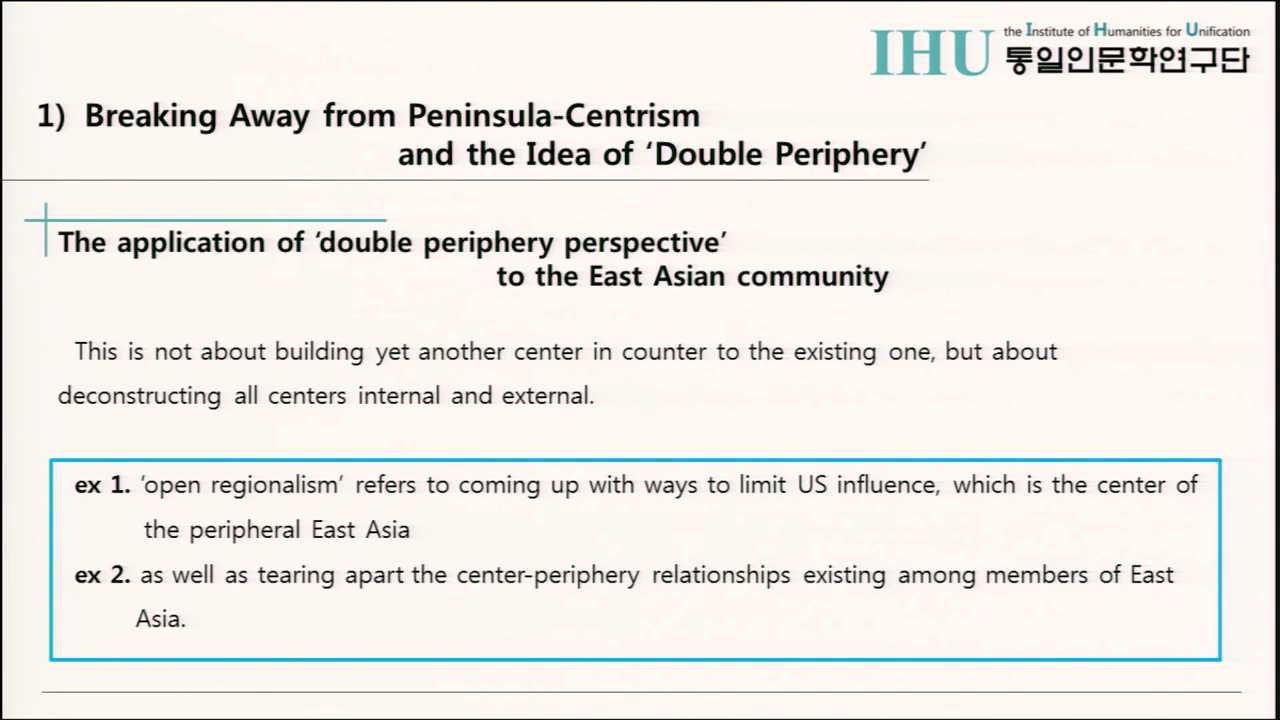 IHU the Institute of Humanities for Unification
통일인문학연구단
1) Breaking Away from Peninsula-Centrism
and the Idea of ‘Double Periphery’
The application of ‘double periphery perspective’
to the East Asian community
This is not about building yet another center in counter to the existing one, but about
deconstructing all centers internal and external.
ex 1. ‘open regionalism’ refers to coming up with ways to limit US influence, which is the center of
the peripheral East Asia
ex 2. as well as tearing apart the center-periphery relationships existing among members of East
Asia.